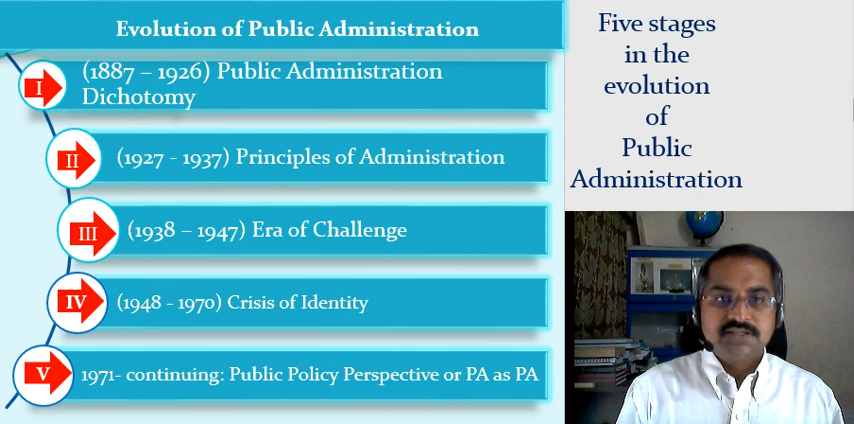 Evolution of Public Administration
I
(1887 – 1926) Public Administration
Dichotomy
II
(1927 - 1937) Principles of Administration
III
(1938 – 1947) Era of Challenge
IV
(1948 - 1970) Crisis of Identity
V
1971- continuing: Public Policy Perspective or PA as PA
Five stages
in the
evolution
of
Public
Administration